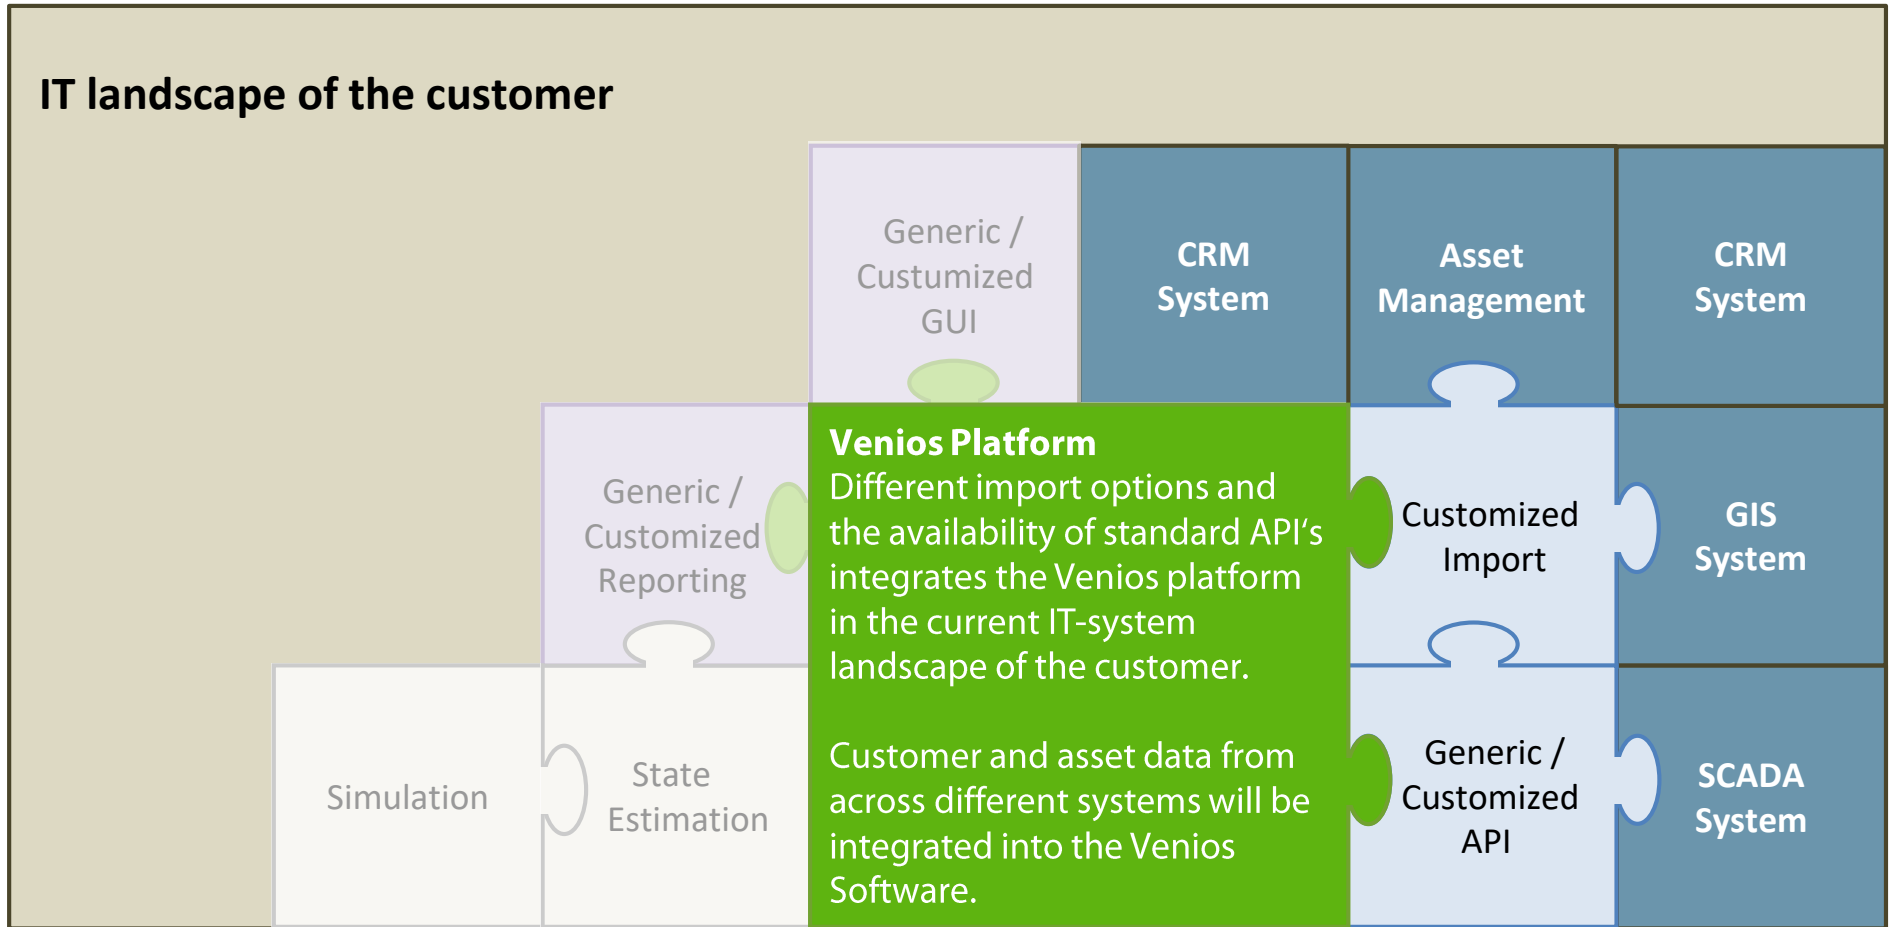 IT landscape of the customer
Generic /
Custumized
GUI
CRM
System
Asset
Management
CRM
System
Generic /
Customized
Reporting
Venios Platform
Different import options and
the availability of standard API‘s
integrates the Venios platform
in the current IT-system
landscape of the customer.
Customer and asset data from
across different systems will be
integrated into the Venios
Software.
Customized
Import
GIS
System
Simulation
State
Estimation
Generic /
Customized
API
SCADA
System